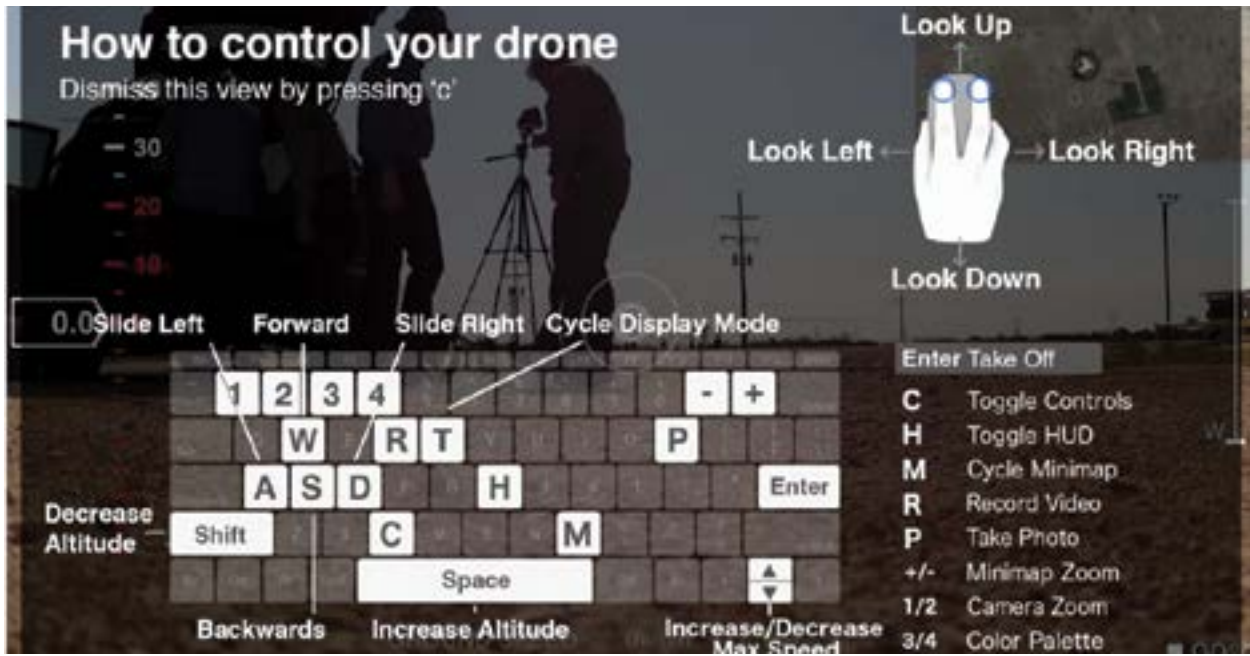 How to control your drone
Dismiss this view by pressing 'c'
Look Up
Look Left
Look Right
Look Down
30
20
10
0.0
Slide Left
Forward
Slide Right
Cycle Display Mode
1 2 3 4 - +
W R T P
A S D H Enter
Shift C M
Space
Decrease
Altitude
Backwards
Increase Altitude
Increase/Decrease
Max Speed
Enter Take Off
C Toggle Controls
H Toggle HUD
M Cycle Minimap
R Record Video
P Take Photo
+/- Minimap Zoom
1/2 Camera Zoom
3/4 Color Palette
W